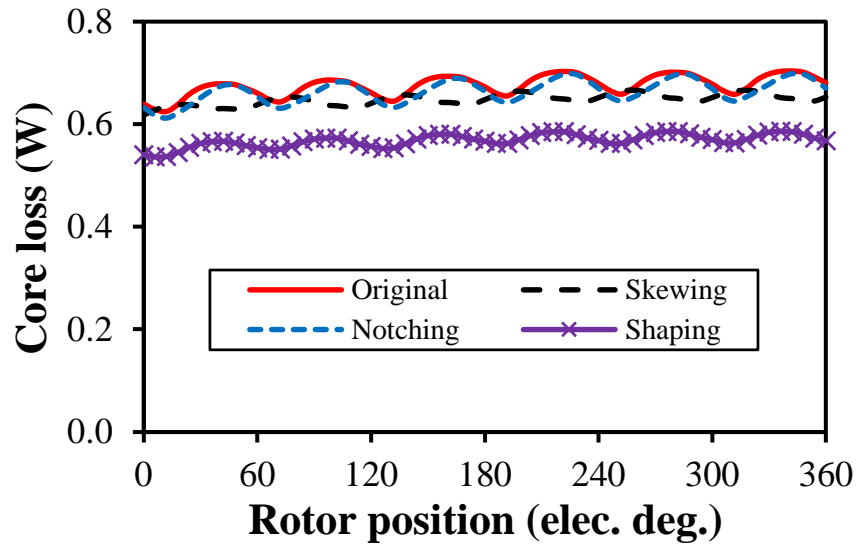 0.8
0.6
0.4
0.2
0.0
Core loss (W)
Original
Skewing
Notching
Shaping
0 60 120 180 240 300 360
Rotor position (elec. deg.)